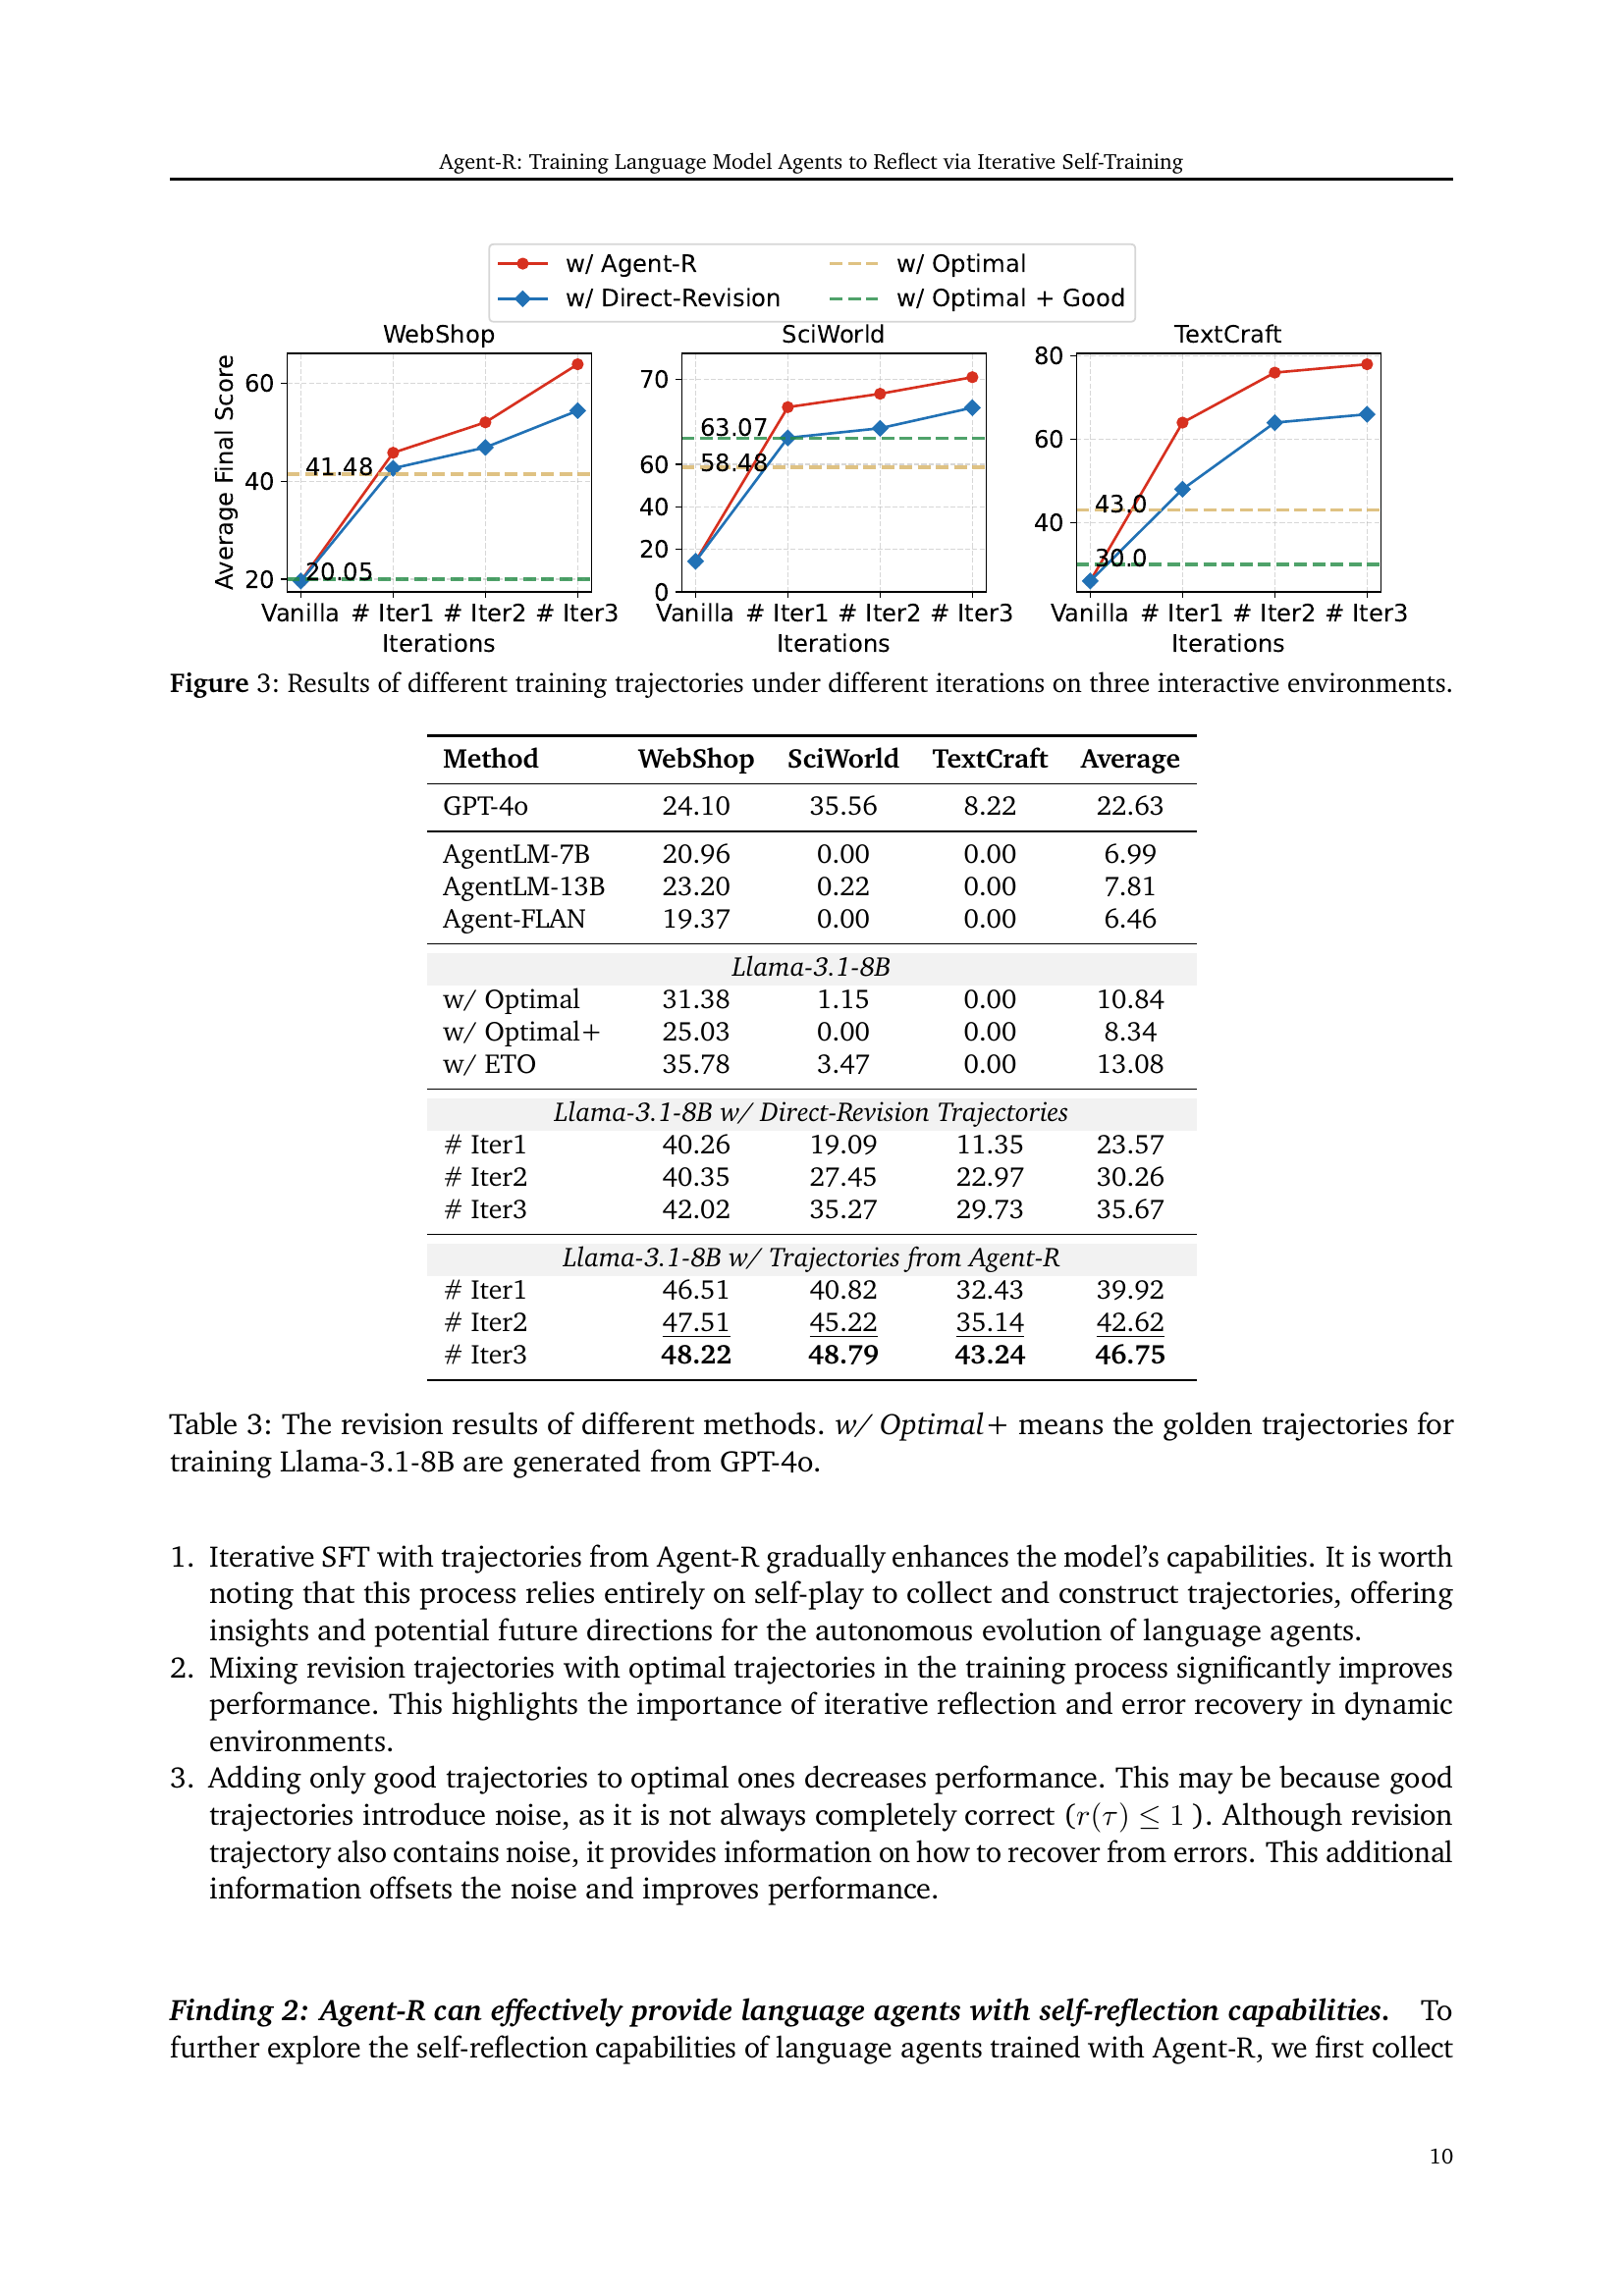 Agent-R: Training Language Model Agents to Reflect via Iterative Self-Training
w/ Agent-R
w/ Optimal
w/ Direct-Revision
w/ Optimal + Good
WebShop
Average Final Score
60
40
20
41.48
20.05
Vanilla # Iter1 # Iter2 # Iter3
Iterations
SciWorld
70
60
40
20
0
63.07
58.48
Vanilla # Iter1 # Iter2 # Iter3
Iterations
TextCraft
80
60
40
43.0
30.0
Vanilla # Iter1 # Iter2 # Iter3
Iterations
Figure 3: Results of different training trajectories under different iterations on three interactive environments.
Method WebShop SciWorld TextCraft Average
GPT-4o 24.10 35.56 8.22 22.63
AgentLM-7B 20.96 0.00 0.00 6.99
AgentLM-13B 23.20 0.22 0.00 7.81
Agent-FLAN 19.37 0.00 0.00 6.46
Llama-3.1-8B
w/ Optimal 31.38 1.15 0.00 10.84
w/ Optimal+ 25.03 0.00 0.00 8.34
w/ ETO 35.78 3.47 0.00 13.08
Llama-3.1-8B w/ Direct-Revision Trajectories
# Iter1 40.26 19.09 11.35 23.57
# Iter2 40.35 27.45 22.97 30.26
# Iter3 42.02 35.27 29.73 35.67
Llama-3.1-8B w/ Trajectories from Agent-R
# Iter1 46.51 40.82 32.43 39.92
# Iter2 47.51 45.22 35.14 42.62
# Iter3 48.22 48.79 43.24 46.75
Table 3: The revision results of different methods. w/ Optimal+ means the golden trajectories for
training Llama-3.1-8B are generated from GPT-4o.
1. Iterative SFT with trajectories from Agent-R gradually enhances the model's capabilities. It is worth
noting that this process relies entirely on self-play to collect and construct trajectories, offering
insights and potential future directions for the autonomous evolution of language agents.
2. Mixing revision trajectories with optimal trajectories in the training process significantly improves
performance. This highlights the importance of iterative reflection and error recovery in dynamic
environments.
3. Adding only good trajectories to optimal ones decreases performance. This may be because good
trajectories introduce noise, as it is not always completely correct (r(τ) ≤ 1 ). Although revision
trajectory also contains noise, it provides information on how to recover from errors. This additional
information offsets the noise and improves performance.
Finding 2: Agent-R can effectively provide language agents with self-reflection capabilities. To
further explore the self-reflection capabilities of language agents trained with Agent-R, we first collect
10